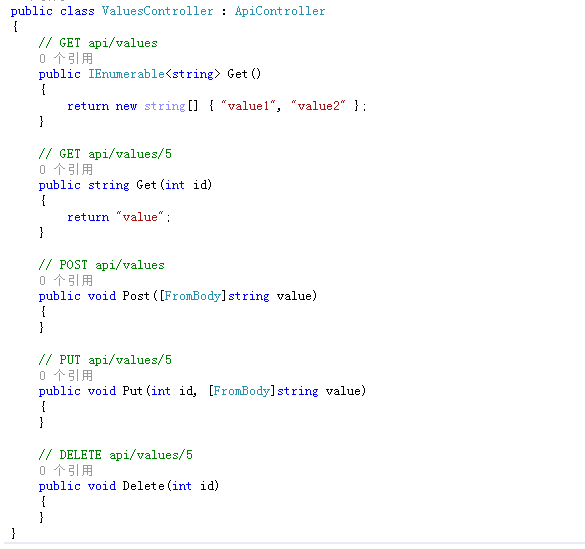 public class ValuesController : ApiController
{
// GET api/values
0 个引用
public IEnumerable<string> Get()
{
return new string[] { "value1", "value2" };
}
// GET api/values/5
0 个引用
public string Get(int id)
{
return "value";
}
// POST api/values
0 个引用
public void Post([FromBody]string value)
{
}
// PUT api/values/5
0 个引用
public void Put(int id, [FromBody]string value)
{
}
// DELETE api/values/5
0 个引用
public void Delete(int id)
{
}
}